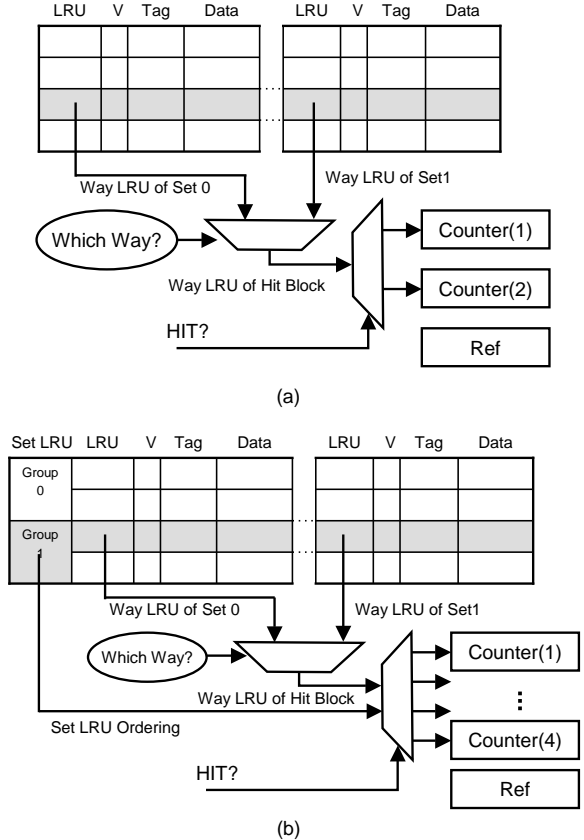 LRU V Tag Data LRU V Tag Data
Way LRU of Set 0
Way LRU of Set1
Which Way?
Counter(1)
Way LRU of Hit Block
Counter(2)
HIT?
Ref
(a)
Set LRU LRU V Tag Data LRU V Tag Data
Group
0
Group
1
Way LRU of Set 0
Way LRU of Set1
Which Way?
Counter(1)
Way LRU of Hit Block
Set LRU Ordering
Counter(4)
HIT?
Ref
(b)